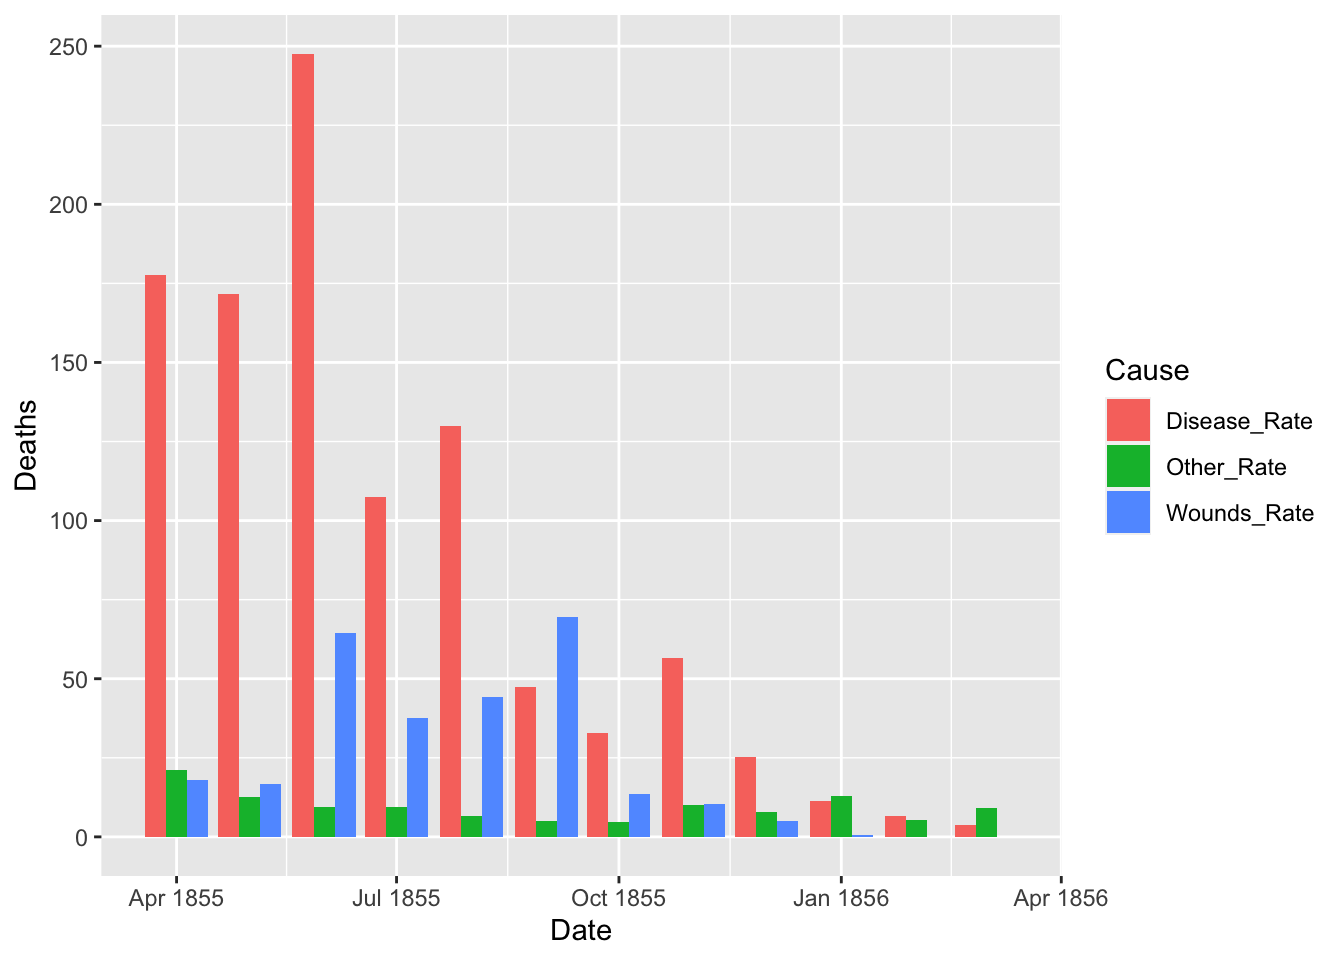 250
200
150
100
50
0
Deaths
Apr 1855
Jul 1855
Oct 1855
Jan 1856
Apr 1856
Date
Cause
Disease_Rate
Other_Rate
Wounds_Rate